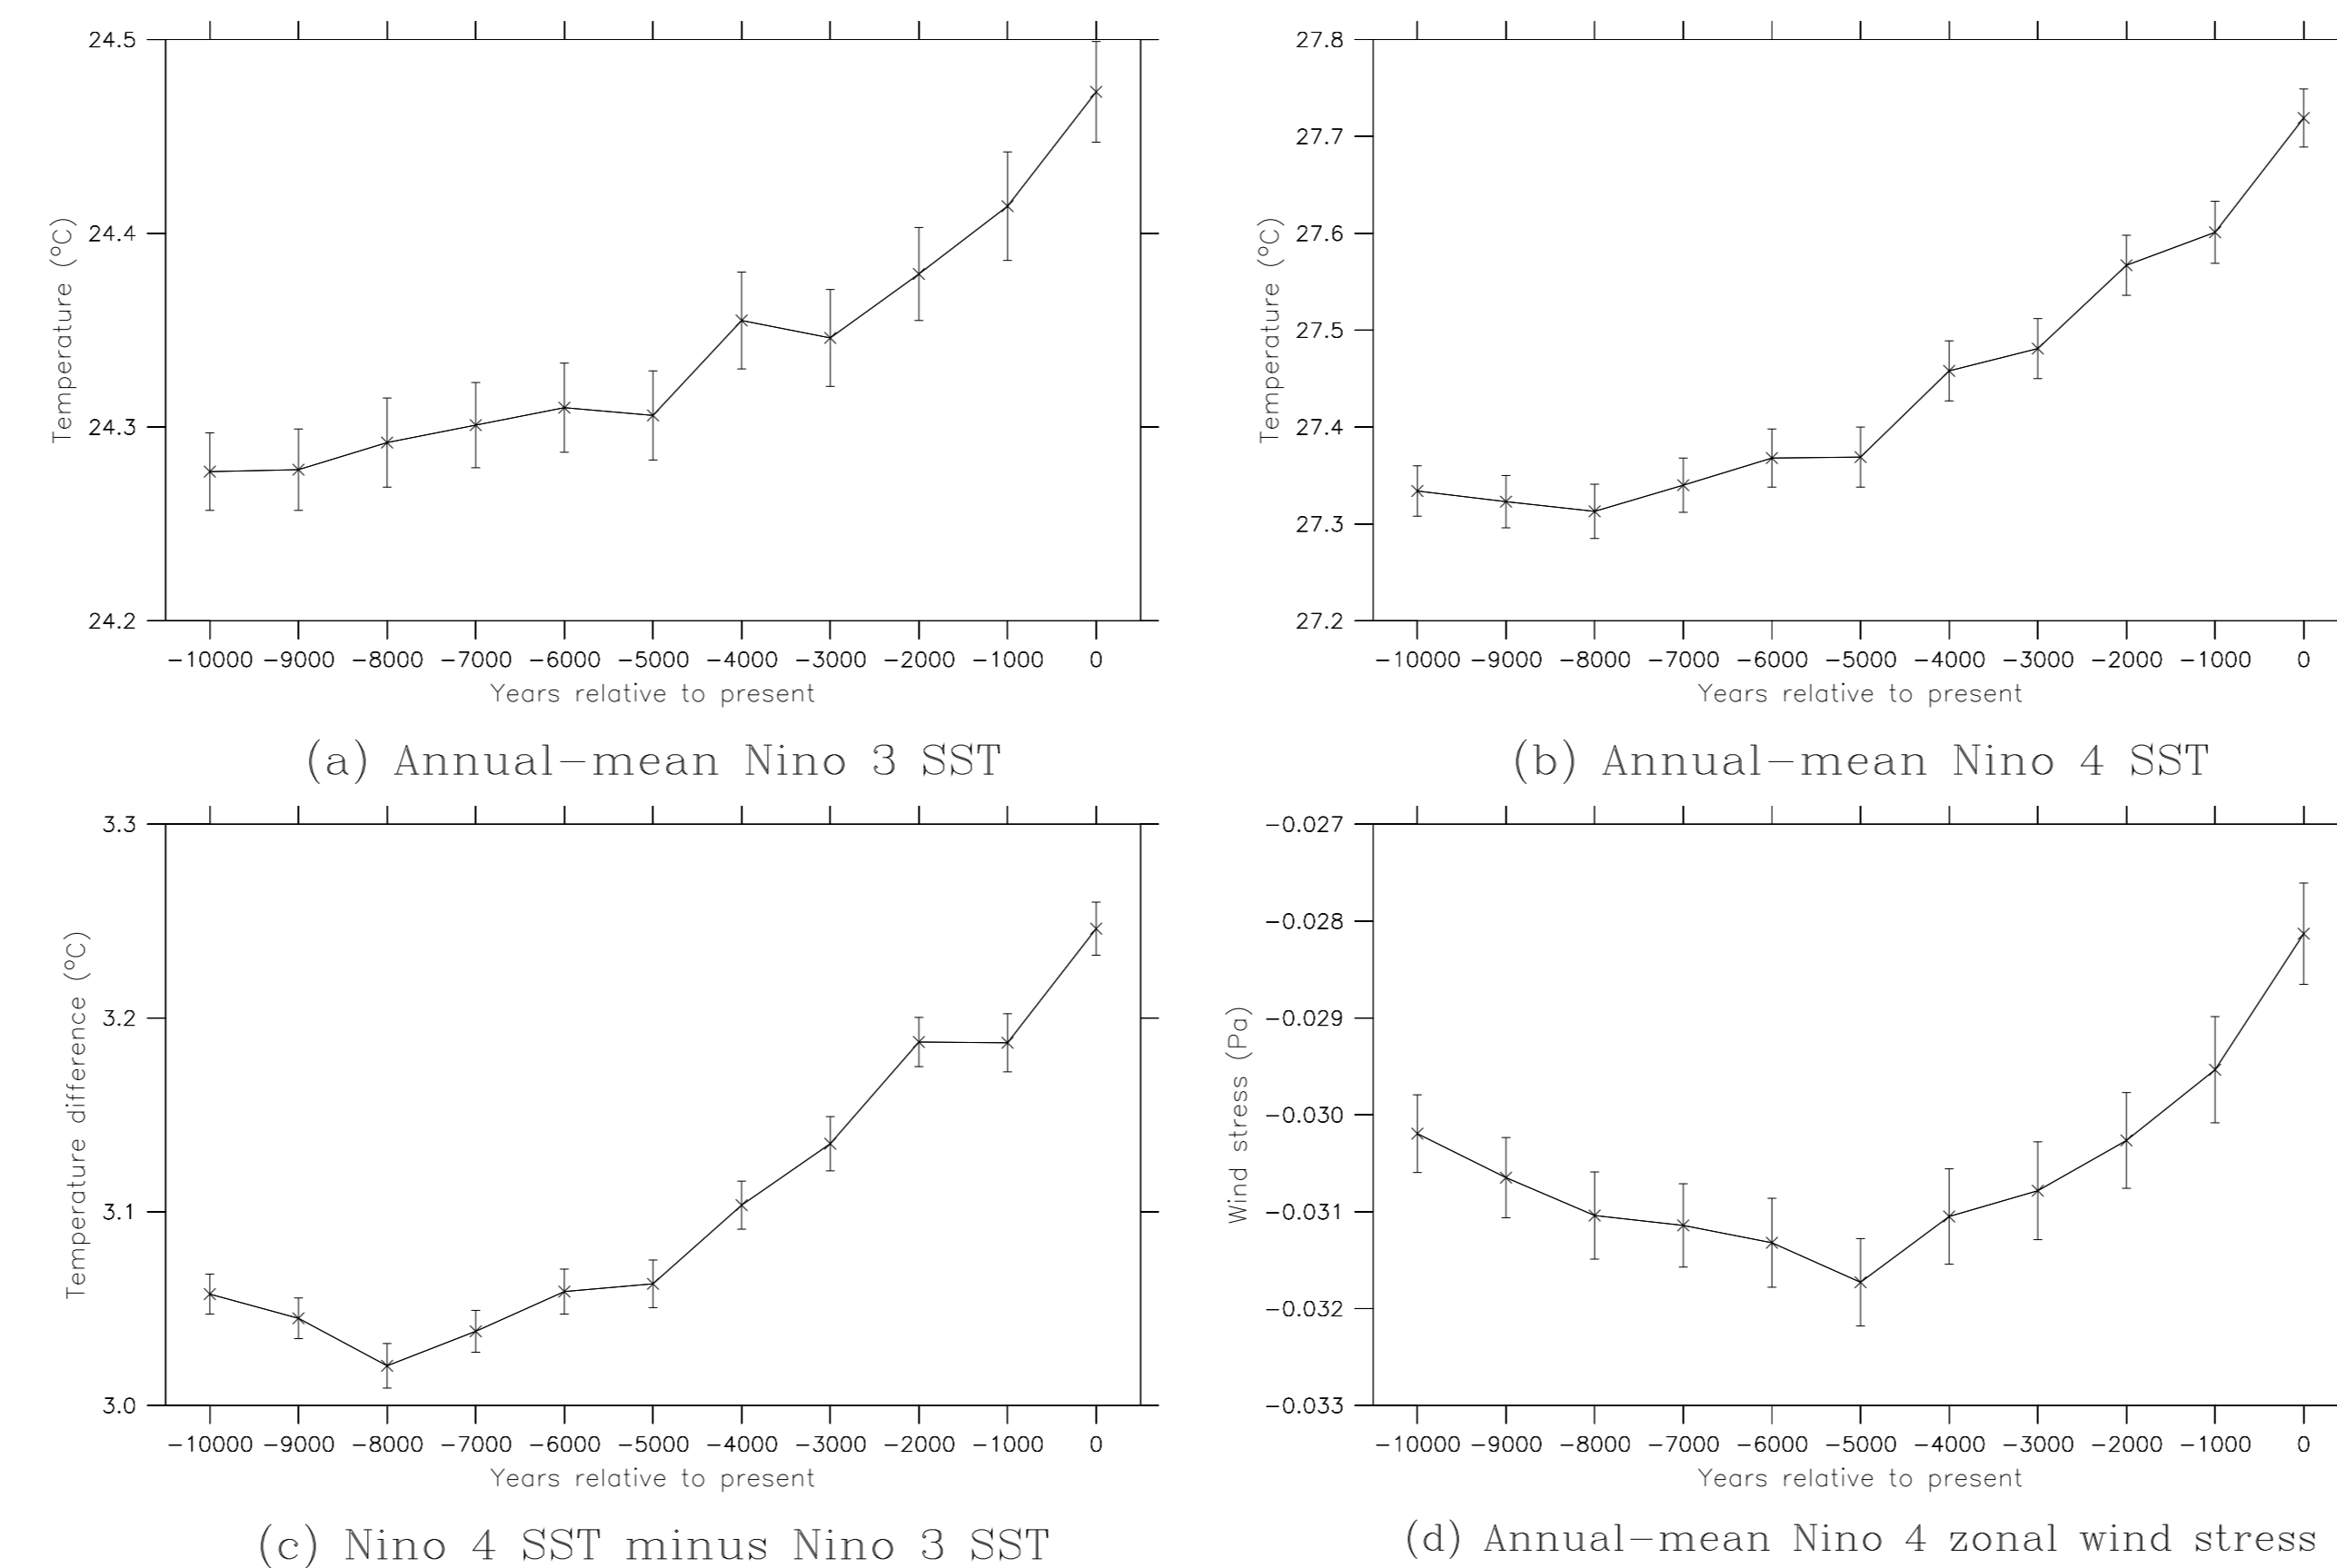 24.5
24.4
24.3
24.2
Temperature (ºC)
−10000 −9000 −8000 −7000 −6000 −5000 −4000 −3000 −2000 −1000 0
Years relative to present
(a) Annual−mean Nino 3 SST
27.8
27.7
27.6
27.5
27.4
27.3
27.2
Temperature (ºC)
−10000 −9000 −8000 −7000 −6000 −5000 −4000 −3000 −2000 −1000 0
Years relative to present
(b) Annual−mean Nino 4 SST
3.3
3.2
3.1
3.0
Temperature difference (ºC)
−10000 −9000 −8000 −7000 −6000 −5000 −4000 −3000 −2000 −1000 0
Years relative to present
(c) Nino 4 SST minus Nino 3 SST
−0.027
−0.028
−0.029
−0.030
−0.031
−0.032
−0.033
Wind stress (Pa)
−10000 −9000 −8000 −7000 −6000 −5000 −4000 −3000 −2000 −1000 0
Years relative to present
(d) Annual−mean Nino 4 zonal wind stress